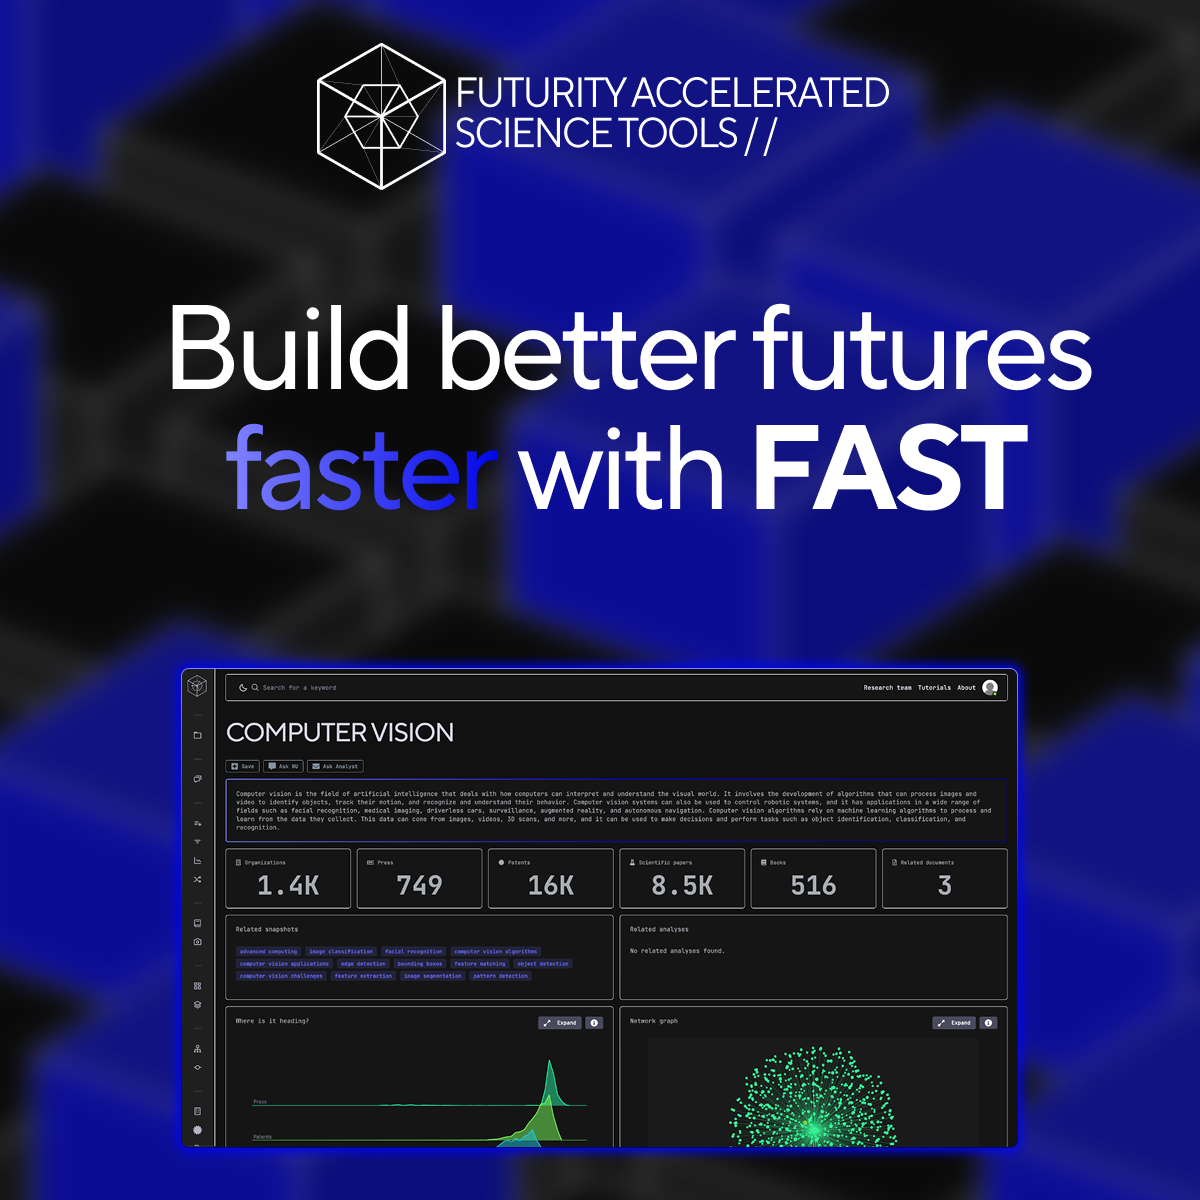 FUTURITY ACCELERATED
SCIENCE TOOLS //
Build better futures
faster with FAST
Search for a keyword
Research team Tutorials About
COMPUTER VISION
Save Ask NU Ask Analyst
Computer vision is the field of artificial intelligence that deals with how computers can interpret and understand the visual world. It involves the development of algorithms that can process images and
video to identify objects, track their motion, and recognize and understand their behavior. Computer vision systems can also be used to control robotic systems, and it has applications in a wide range of
fields such as facial recognition, medical imaging, driverless cars, surveillance, augmented reality, and autonomous navigation. Computer vision algorithms rely on machine learning algorithms to process and
learn from the data they collect. This data can come from images, videos, 3D scans, and more, and it can be used to make decisions and perform tasks such as object identification, classification, and
recognition.
Organizations Press Patents Scientific papers Books Related documents
1.4K 749 16K 8.5K 516 3
Related snapshots
advanced computing image classification facial recognition computer vision algorithms
computer vision applications edge detection bounding boxes feature matching object detection
computer vision challenges feature extraction image segmentation pattern detection
Related analyses
No related analyses found.
Where is it heading? Expand
Press
Patents
Network graph Expand